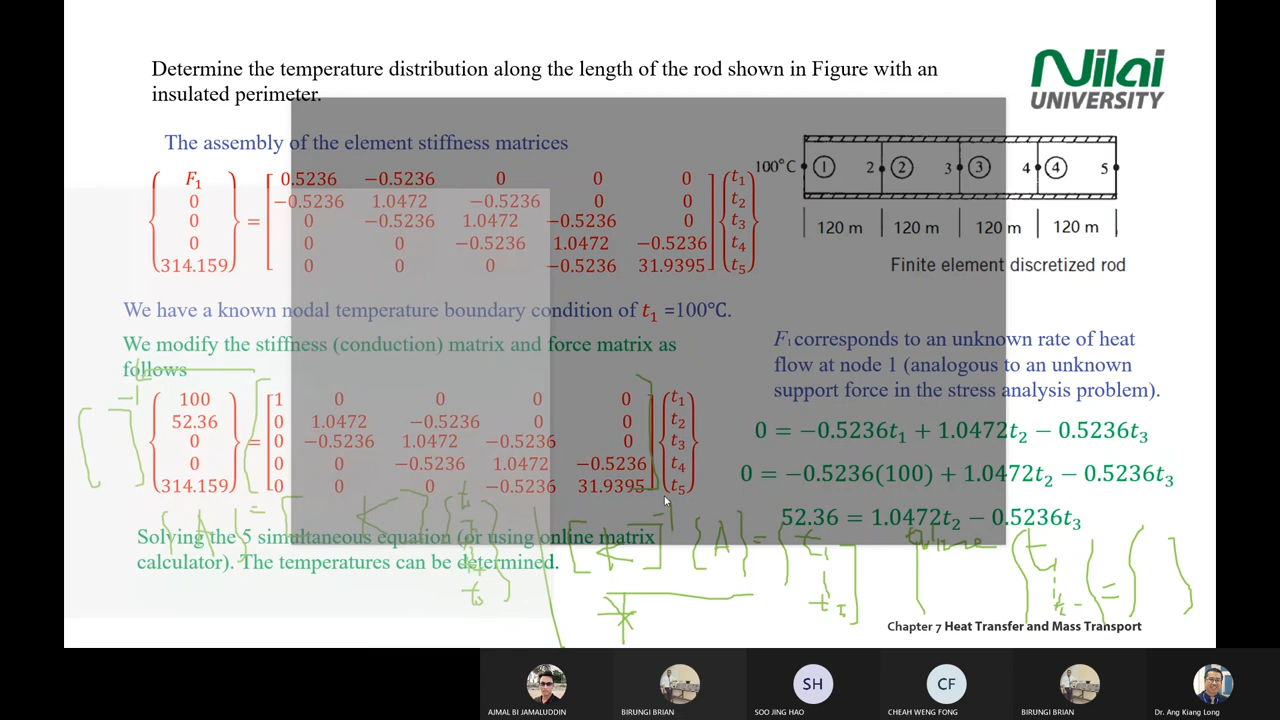 Determine the temperature distribution along the length of the rod shown in Figure with an
insulated perimeter.
Nilai
UNIVERSITY
The assembly of the element stiffness matrices
F1 0.5236 −0.5236 0 0 0 t1
0 −0.5236 1.0472 −0.5236 0 0 t2
0 = 0 −0.5236 1.0472 −0.5236 0 t3
0 0 0 −0.5236 1.0472 −0.5236 t4
314.159 0 0 0 −0.5236 31.9395 t5
100°C 1 2 2 3 3 4 4 5
120 m 120 m 120 m 120 m
Finite element discretized rod
We have a known nodal temperature boundary condition of t1 =100℃.
We modify the stiffness (conduction) matrix and force matrix as
follows
100 1 0 0 0 0 t1
52.36 0 1.0472 −0.5236 0 0 t2
0 = 0 −0.5236 1.0472 −0.5236 0 t3
0 0 0 −0.5236 1.0472 −0.5236 t4
314.159 0 0 0 −0.5236 31.9395 t5
[ ]−1
F1 corresponds to an unknown rate of heat
flow at node 1 (analogous to an unknown
support force in the stress analysis problem).
0 = −0.5236t1 + 1.0472t2 − 0.5236t3
0 = −0.5236(100) + 1.0472t2 − 0.5236t3
52.36 = 1.0472t2 − 0.5236t3
Solving the 5 simultaneous equation (or using online matrix
calculator). The temperatures can be determined.
{A} = [K]
[K]−1 {A} =
Chapter 7 Heat Transfer and Mass Transport
SH CF
AJMAL BI JAMALUDDIN BIRUNGI BRIAN SOO JING HAO CHEAH WENG FONG BIRUNGI BRIAN Dr. Ang Kiang Long